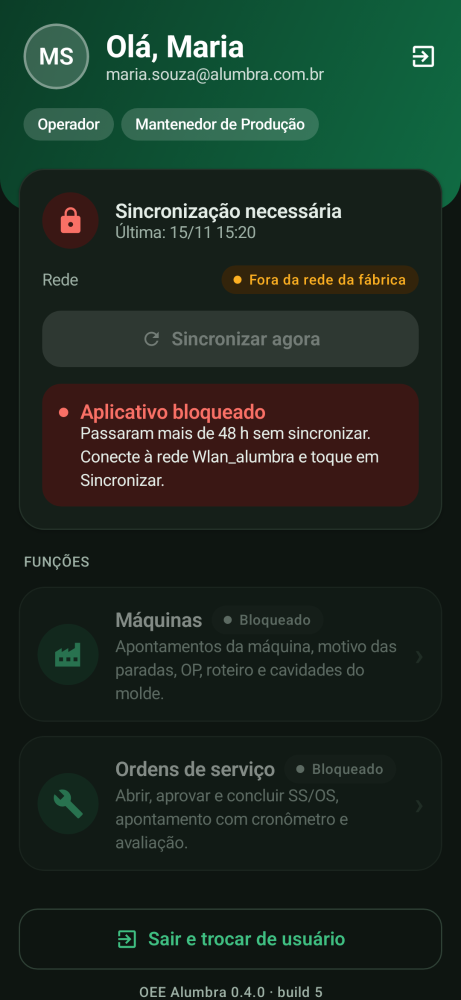 MS
Olá, Maria
maria.souza@alumbra.com.br
Operador
Mantenedor de Produção
Sincronização necessária
Última: 15/11 15:20
Rede
Fora da rede da fábrica
Sincronizar agora
Aplicativo bloqueado
Passaram mais de 48 h sem sincronizar.
Conecte à rede Wlan_alumbra e toque em
Sincronizar.
FUNÇÕES
Máquinas
Bloqueado
Apontamentos da máquina, motivo das
paradas, OP, roteiro e cavidades do
molde.
Ordens de serviço
Bloqueado
Abrir, aprovar e concluir SS/OS,
apontamento com cronômetro e
avaliação.
Sair e trocar de usuário
OEE Alumbra 0.4.0 · build 5